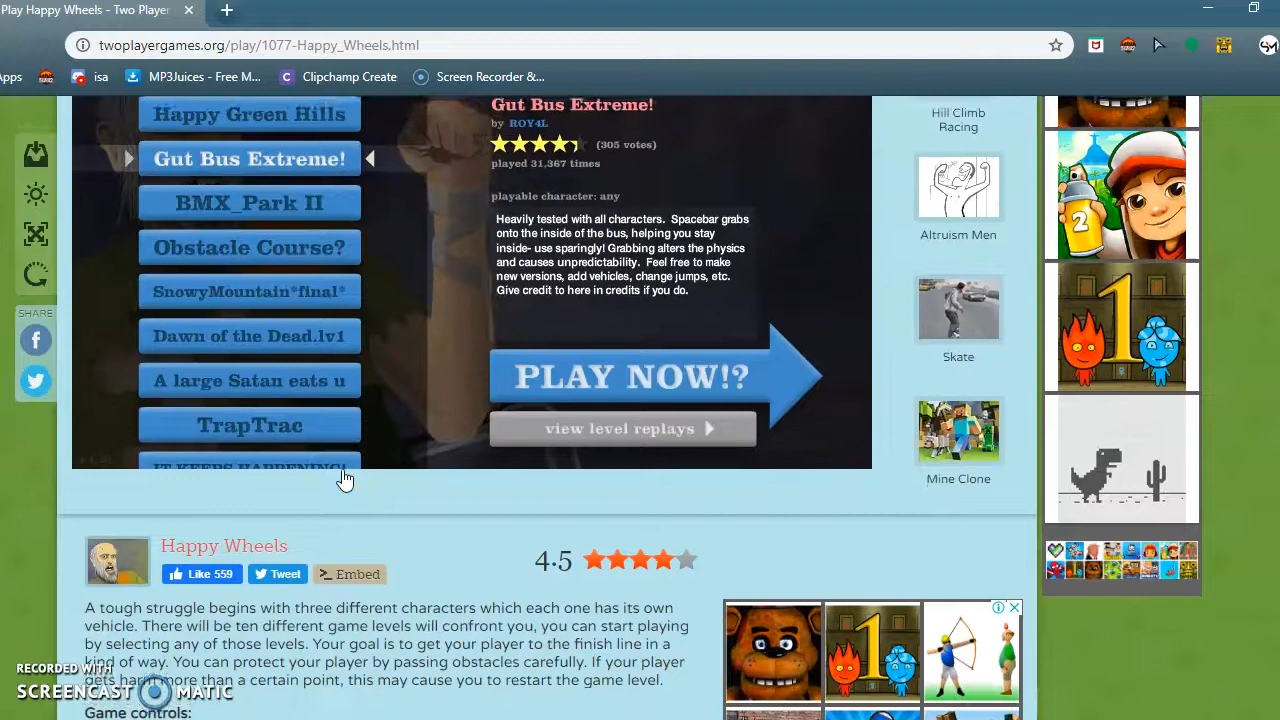 Play Happy Wheels - Two Player
twoplayergames.org/play/1077-Happy_Wheels.html
Apps
isa
MP3Juices - Free M...
Clipchamp Create
Screen Recorder &...
Happy Green Hills
Gut Bus Extreme!
BMX_Park II
Obstacle Course?
SnowyMountain*final*
Dawn of the Dead.lv1
A large Satan eats u
TrapTrac
IT KEEPS HAPPENING!
Gut Bus Extreme!
by ROY4L
(305 votes)
played 31,367 times
playable character: any
Heavily tested with all characters. Spacebar grabs
onto the inside of the bus, helping you stay
inside- use sparingly! Grabbing alters the physics
and causes unpredictability. Feel free to make
new versions, add vehicles, change jumps, etc.
Give credit to here in credits if you do.
PLAY NOW!?
view level replays
Hill Climb
Racing
Altruism Men
Skate
Mine Clone
2
1
SHARE
Happy Wheels
Like 559
Tweet
Embed
4.5
A tough struggle begins with three different characters which each one has its own
vehicle. There will be ten different game levels will confront you, you can start playing
by selecting any of those levels. Your goal is to get your player to the finish line in a
kind of way. You can protect your player by passing obstacles carefully. If your player
gets harm more than a certain point, this may cause you to restart the game level.
Game controls:
1
RECORDED WITH
SCREENCAST MATIC